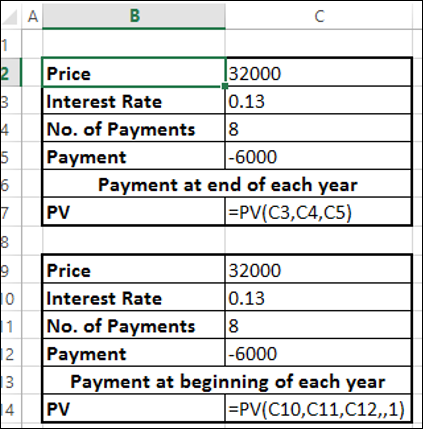 A B C
1
2 Price 32000
3 Interest Rate 0.13
4 No. of Payments 8
5 Payment -6000
6 Payment at end of each year
7 PV =PV(C3,C4,C5)
8
9 Price 32000
10 Interest Rate 0.13
11 No. of Payments 8
12 Payment -6000
13 Payment at beginning of each year
14 PV =PV(C10,C11,C12,,1)